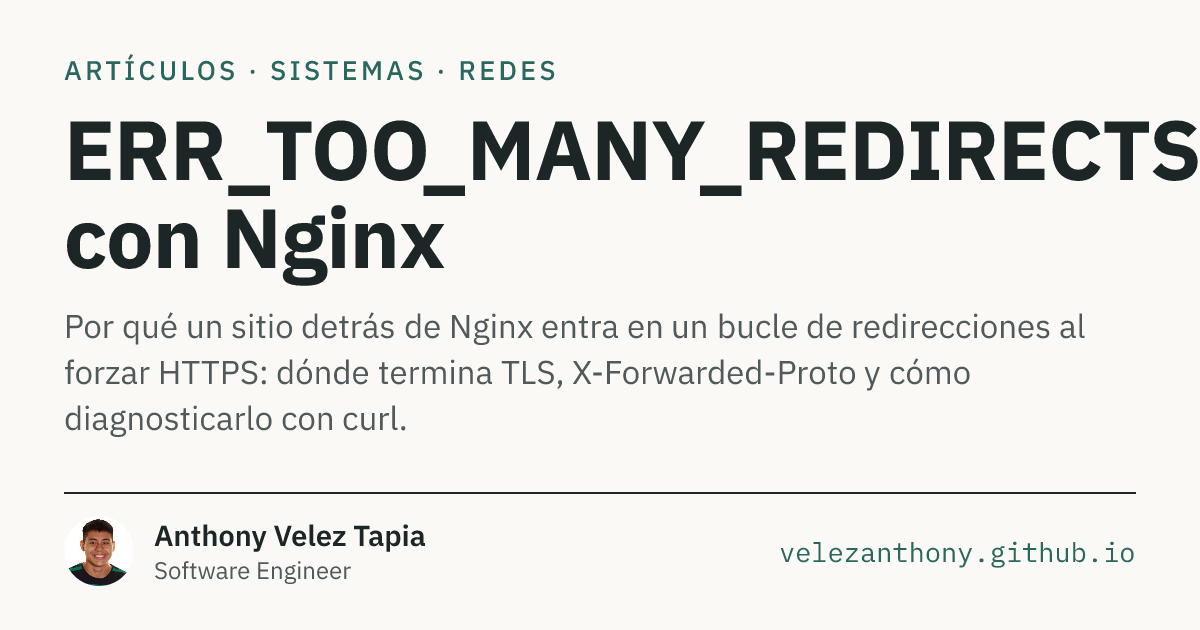 ARTÍCULOS · SISTEMAS · REDES
ERR_TOO_MANY_REDIRECTS
con Nginx
Por qué un sitio detrás de Nginx entra en un bucle de redirecciones al
forzar HTTPS: dónde termina TLS, X-Forwarded-Proto y cómo
diagnosticarlo con curl.
Anthony Velez Tapia
Software Engineer
velezanthony.github.io